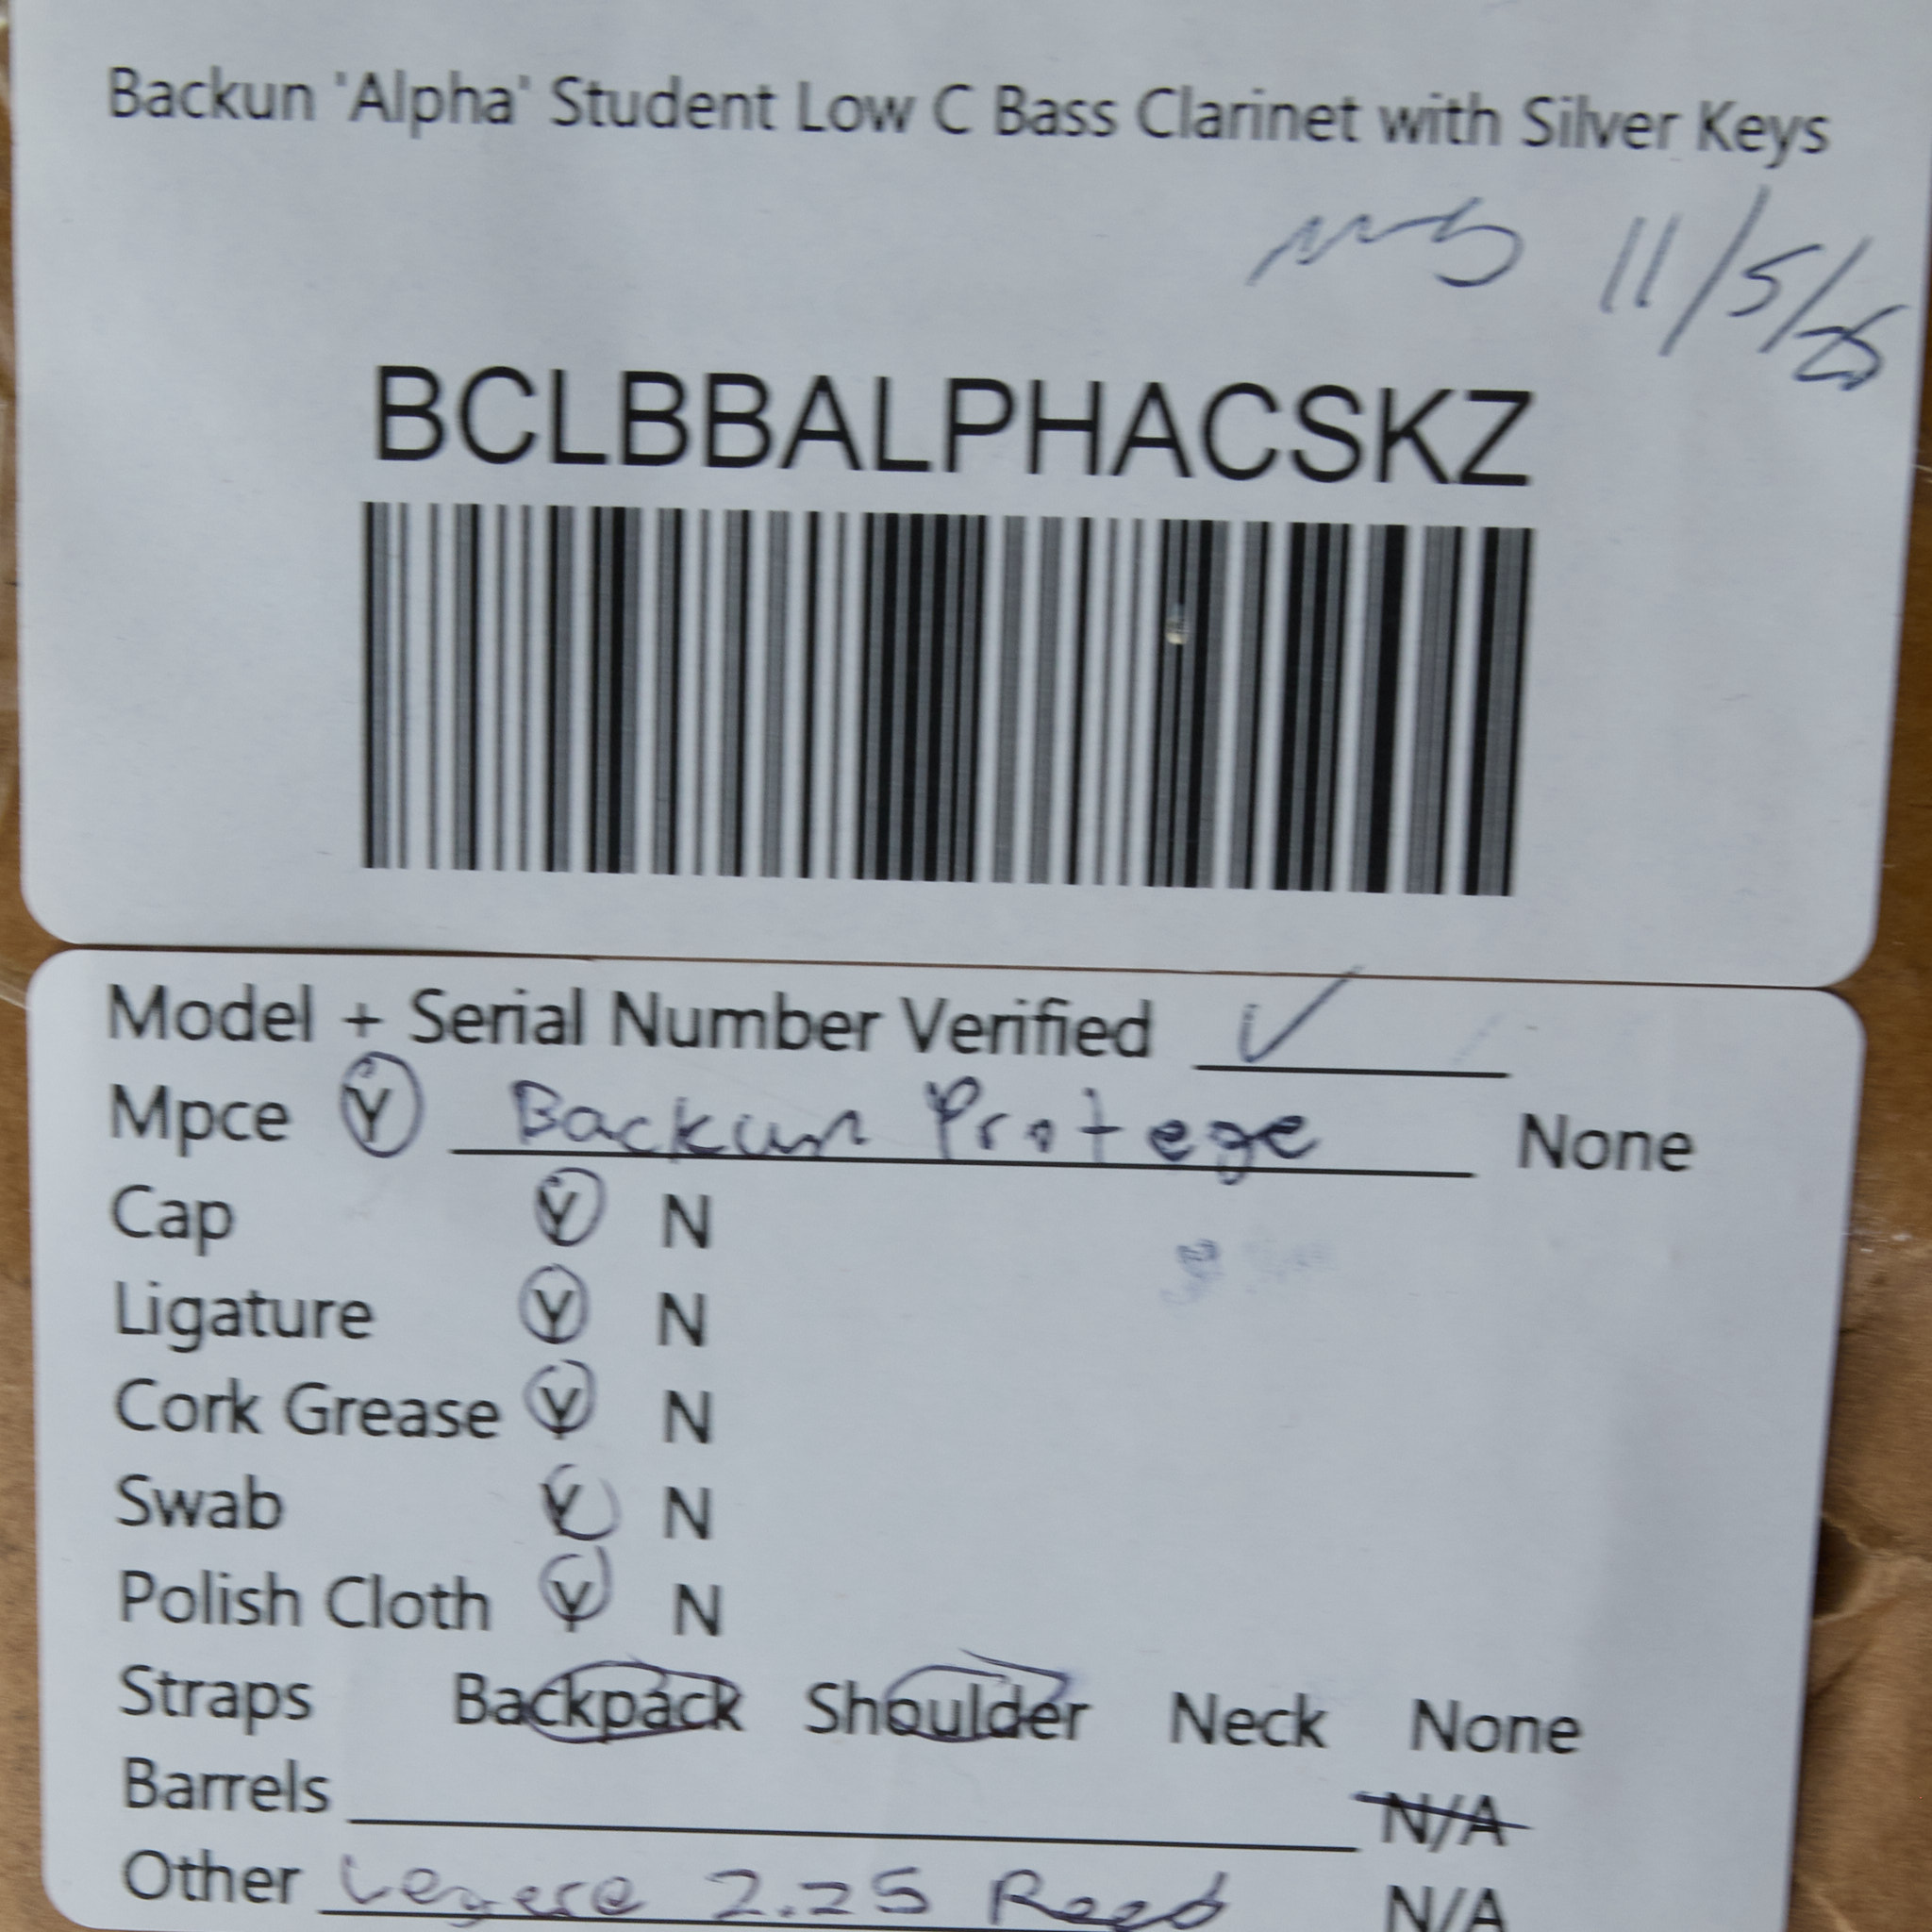 Backun 'Alpha' Student Low C Bass Clarinet with Silver Keys
11/5/25
BCLBBALPHACSKZ
Model + Serial Number Verified ✓
Mpce Y Backun Protege None
Cap Y N
Ligature Y N
Cork Grease Y N
Swab Y N
Polish Cloth Y N
Straps Backpack Shoulder Neck None
Barrels N/A
Other Legere 2.25 Reed N/A